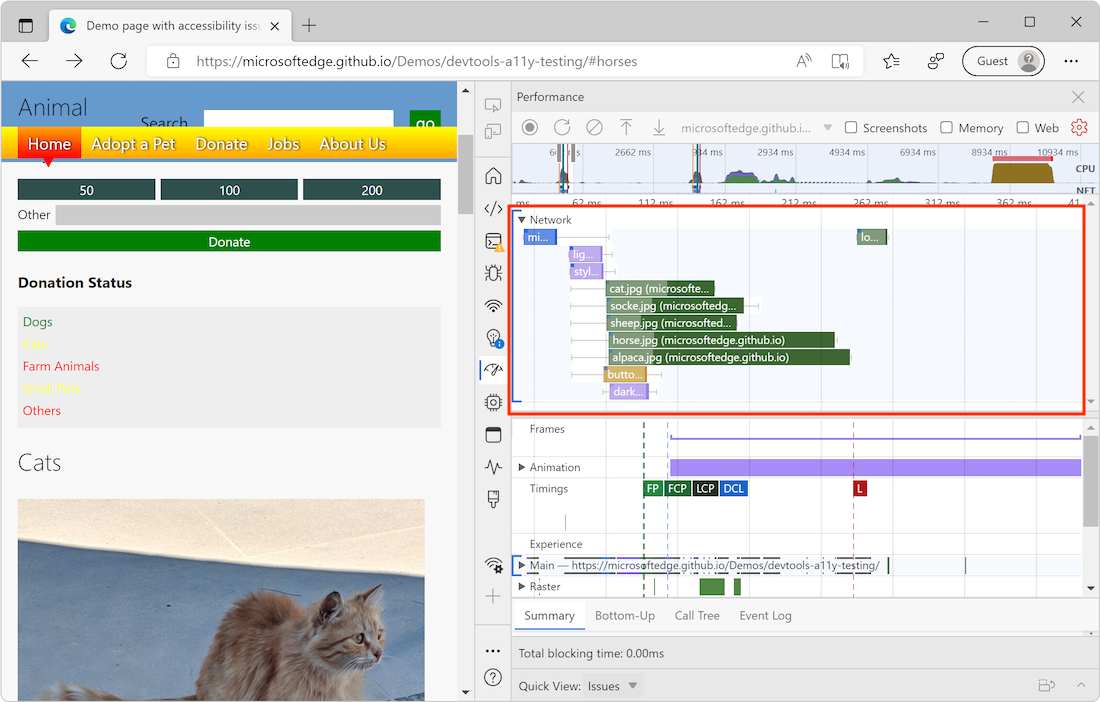 Demo page with accessibility iss
https://microsoftedge.github.io/Demos/devtools-a11y-testing/#horses
Guest
Animal
Search
go
Home Adopt a Pet Donate Jobs About Us
50 100 200
Other
Donate
Donation Status
Dogs
Cats
Farm Animals
Small Pets
Others
Cats
Performance
microsoftedge.github.i... Screenshots Memory Web
2662 ms 934 ms 2934 ms 4934 ms 6934 ms 8934 ms 10934 ms
CPU
NET
ms 62 ms 112 ms 162 ms 212 ms 262 ms 312 ms 362 ms 41
Network
mi... lo...
lig...
styl...
cat.jpg (microsofte...
socke.jpg (microsoftedg...
sheep.jpg (microsofted...
horse.jpg (microsoftedge.github.io)
alpaca.jpg (microsoftedge.github.io)
butto...
dark...
Frames
Animation
Timings FP FCP LCP DCL L
Experience
Main — https://microsoftedge.github.io/Demos/devtools-a11y-testing/
Raster
Summary Bottom-Up Call Tree Event Log
Total blocking time: 0.00ms
Quick View: Issues